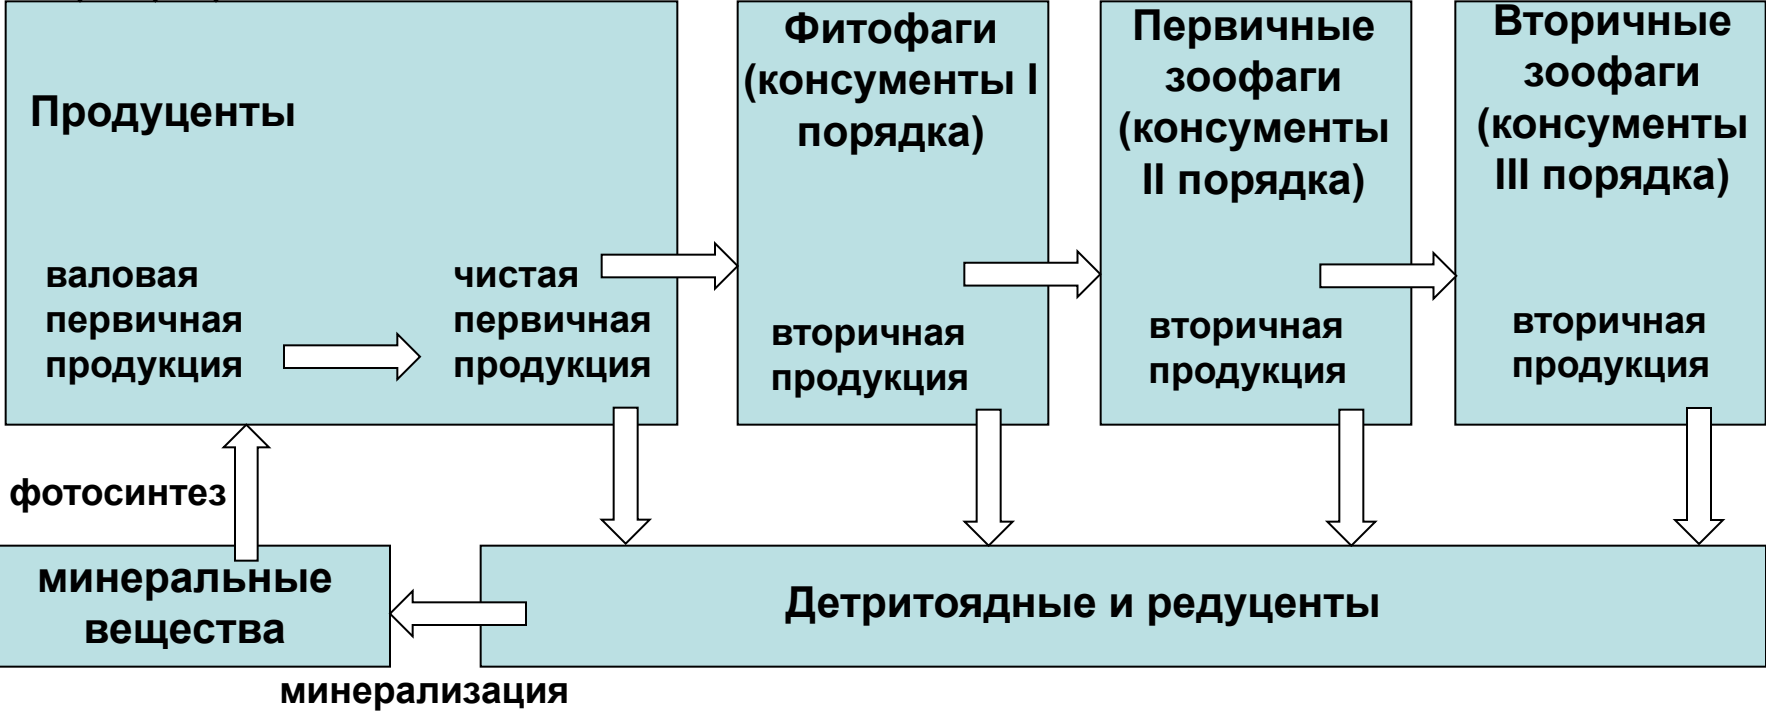 Продуценты
валовая
первичная
продукция
чистая
первичная
продукция
Фитофаги
(консументы I
порядка)
вторичная
продукция
Первичные
зоофаги
(консументы
II порядка)
вторичная
продукция
Вторичные
зоофаги
(консументы
III порядка)
вторичная
продукция
фотосинтез
минеральные
вещества
Детритоядные и редуценты
минерализация